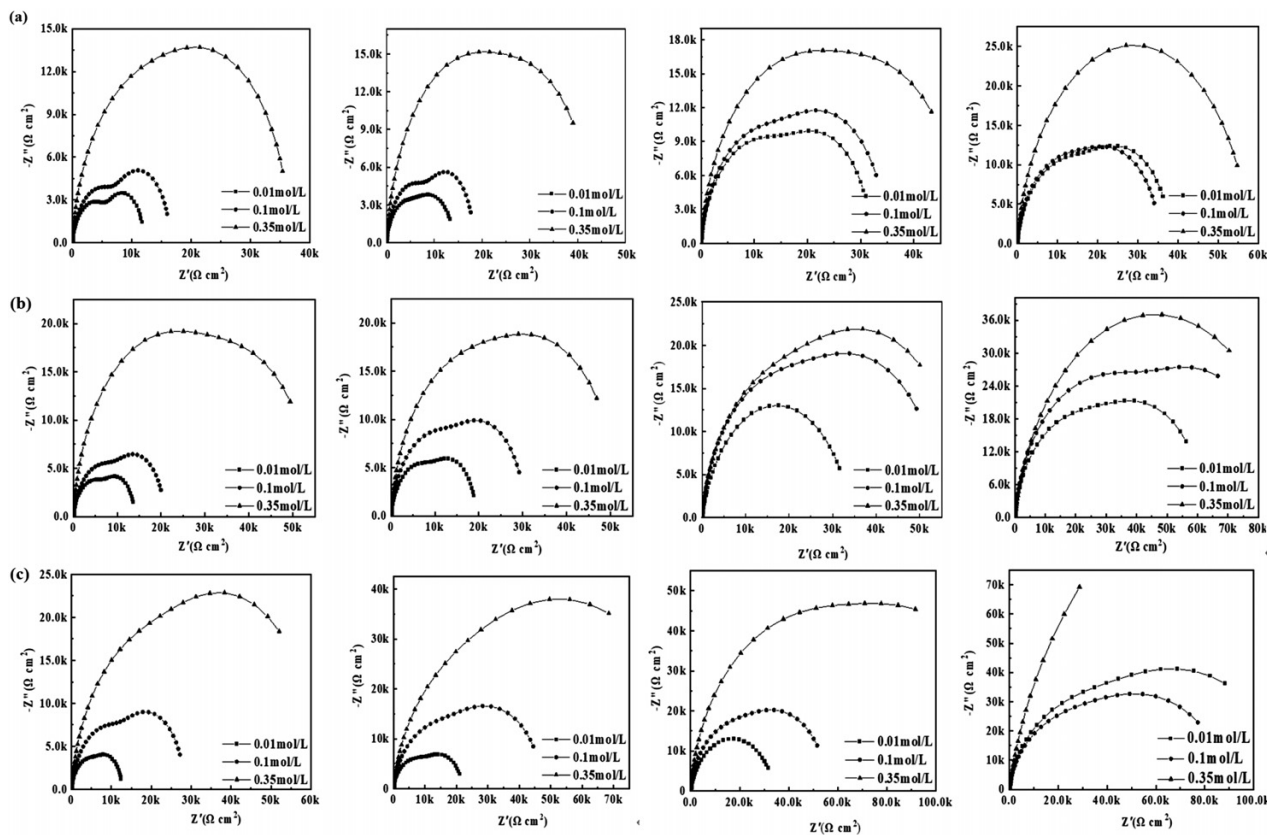 (a)
15.0k
12.0k
9.0k
6.0k
3.0k
0.0
-Z''(Ω cm²)
0 10k 20k 30k 40k
Z'(Ω cm²)
0.01mol/L
0.1mol/L
0.35mol/L
15.0k
12.0k
9.0k
6.0k
3.0k
0.0
-Z''(Ω cm²)
0 10k 20k 30k 40k 50k
Z'(Ω cm²)
0.01mol/L
0.1mol/L
0.35mol/L
18.0k
15.0k
12.0k
9.0k
6.0k
3.0k
0.0
-Z''(Ω cm²)
0 10k 20k 30k 40k
Z'(Ω cm²)
0.01mol/L
0.1mol/L
0.35mol/L
25.0k
20.0k
15.0k
10.0k
5.0k
0.0
-Z''(Ω cm²)
0 10k 20k 30k 40k 50k 60k
Z'(Ω cm²)
0.01mol/L
0.1mol/L
0.35mol/L
(b)
20.0k
15.0k
10.0k
5.0k
0.0
-Z''(Ω cm²)
0 10k 20k 30k 40k 50k
Z'(Ω cm²)
0.01mol/L
0.1mol/L
0.35mol/L
20.0k
15.0k
10.0k
5.0k
0.0
-Z''(Ω cm²)
0 10k 20k 30k 40k 50k
Z'(Ω cm²)
0.01mol/L
0.1mol/L
0.35mol/L
25.0k
20.0k
15.0k
10.0k
5.0k
0.0
-Z''(Ω cm²)
0 10k 20k 30k 40k 50k
Z'(Ω cm²)
0.01mol/L
0.1mol/L
0.35mol/L
36.0k
30.0k
24.0k
18.0k
12.0k
6.0k
0.0
-Z''(Ω cm²)
0 10k 20k 30k 40k 50k 60k 70k 80k
Z'(Ω cm²)
0.01mol/L
0.1mol/L
0.35mol/L
(c)
25.0k
20.0k
15.0k
10.0k
5.0k
0.0
-Z''(Ω cm²)
0 10k 20k 30k 40k 50k 60k
Z'(Ω cm²)
0.01mol/L
0.1mol/L
0.35mol/L
40k
30k
20k
10k
0
-Z''(Ω cm²)
0 10k 20k 30k 40k 50k 60k 70k
Z'(Ω cm²)
0.01mol/L
0.1mol/L
0.35mol/L
50k
40k
30k
20k
10k
0
-Z''(Ω cm²)
0.0 20.0k 40.0k 60.0k 80.0k 100.0k
Z'(Ω cm²)
0.01mol/L
0.1mol/L
0.35mol/L
70k
60k
50k
40k
30k
20k
10k
0
-Z''(Ω cm²)
0.0 20.0k 40.0k 60.0k 80.0k 100.0k
Z'(Ω cm²)
0.01mol/L
0.1mol/L
0.35mol/L